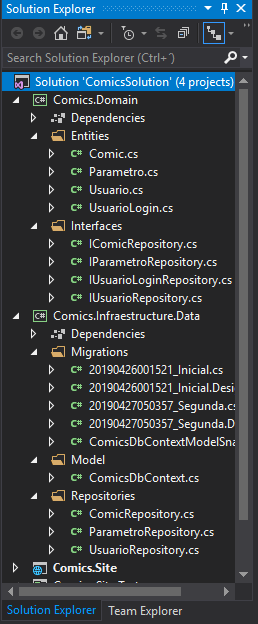 Solution Explorer
Search Solution Explorer (Ctrl+´)
Solution 'ComicsSolution' (4 projects)
Comics.Domain
Dependencies
Entities
Comic.cs
Parametro.cs
Usuario.cs
UsuarioLogin.cs
Interfaces
IComicRepository.cs
IParametroRepository.cs
IUsuarioLoginRepository.cs
IUsuarioRepository.cs
Comics.Infraestructure.Data
Dependencies
Migrations
20190426001521_Inicial.cs
20190426001521_Inicial.Desi
20190427050357_Segunda.cs
20190427050357_Segunda.D
ComicsDbContextModelSna
Model
ComicsDbContext.cs
Repositories
ComicRepository.cs
ParametroRepository.cs
UsuarioRepository.cs
Comics.Site
Solution Explorer Team Explorer